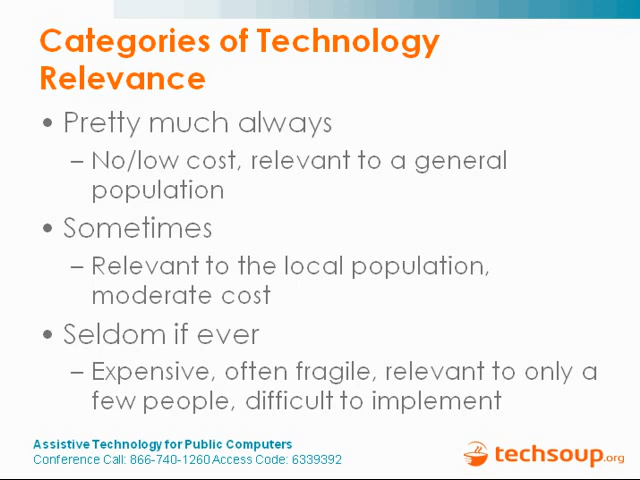 Categories of Technology
Relevance
• Pretty much always
– No/low cost, relevant to a general
population
• Sometimes
– Relevant to the local population,
moderate cost
• Seldom if ever
– Expensive, often fragile, relevant to only a
few people, difficult to implement
Assistive Technology for Public Computers
Conference Call: 866-740-1260 Access Code: 6339392
techsoup.org